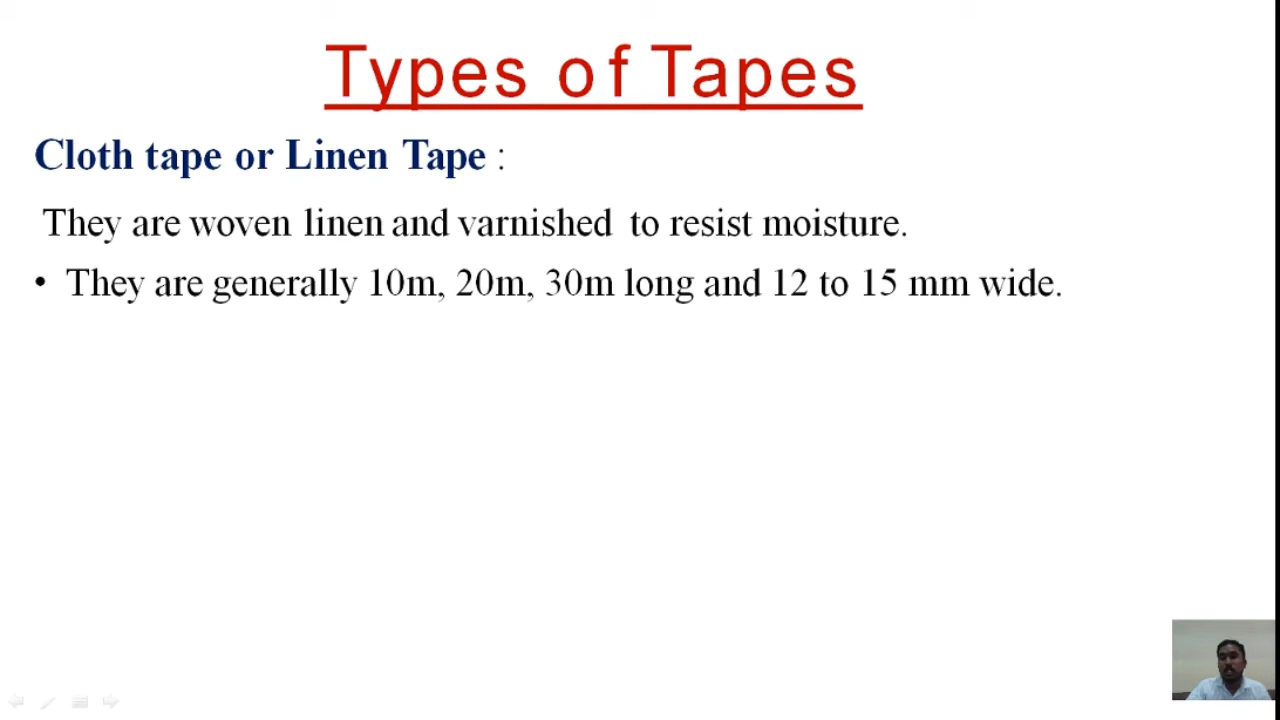 Types of Tapes
Cloth tape or Linen Tape :
They are woven linen and varnished to resist moisture.
• They are generally 10m, 20m, 30m long and 12 to 15 mm wide.